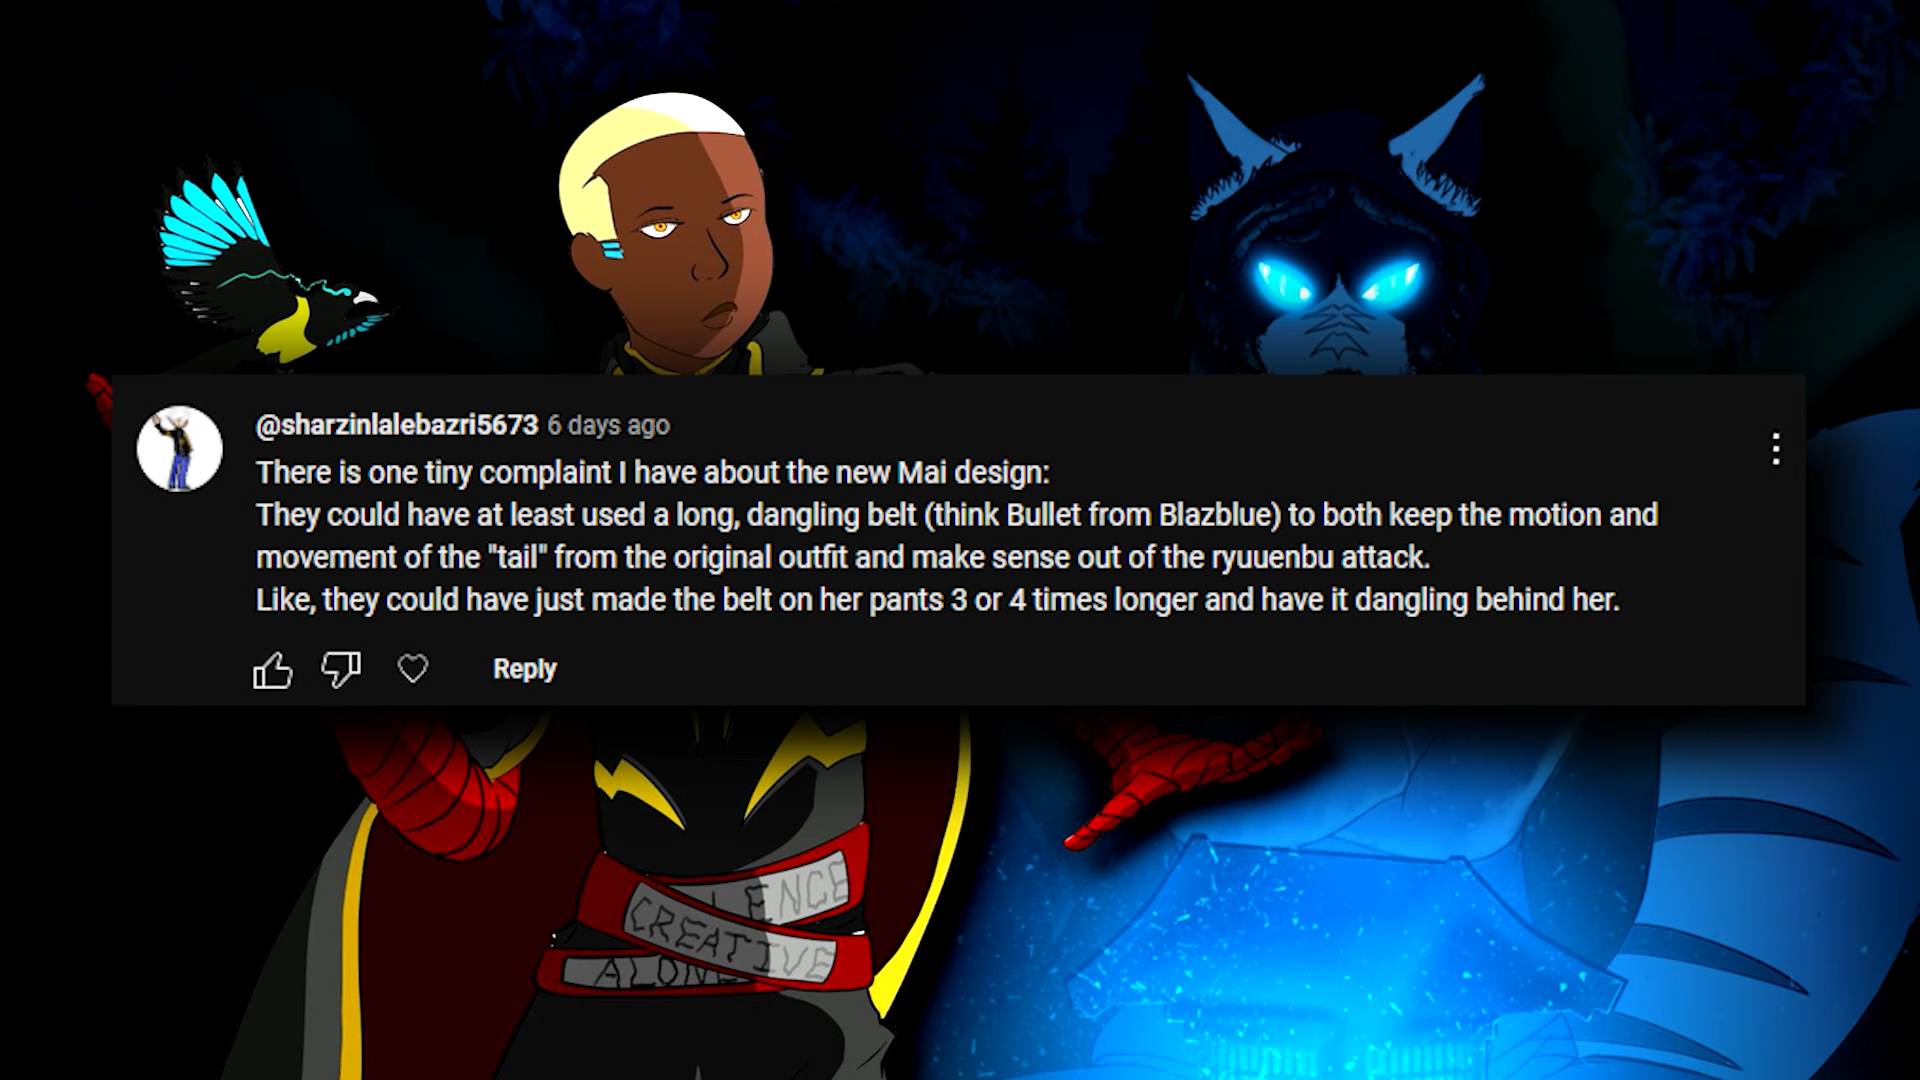 @sharzinlalebazri5673 6 days ago
There is one tiny complaint I have about the new Mai design:
They could have at least used a long, dangling belt (think Bullet from Blazblue) to both keep the motion and
movement of the "tail" from the original outfit and make sense out of the ryuuenbu attack.
Like, they could have just made the belt on her pants 3 or 4 times longer and have it dangling behind her.
Reply
CREATIVE